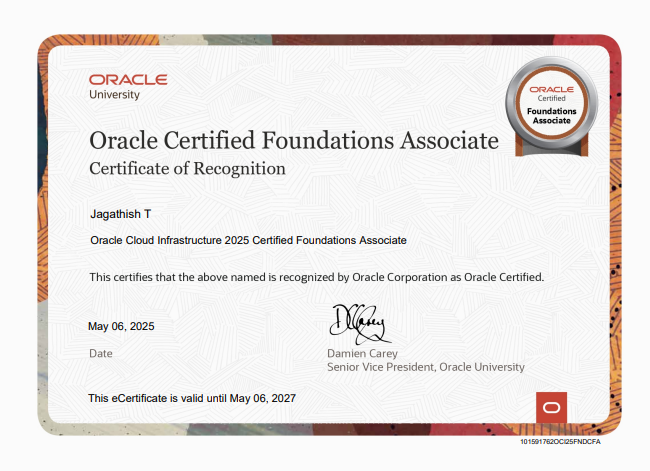 ORACLE
University
ORACLE
Certified
Foundations
Associate
Oracle Certified Foundations Associate
Certificate of Recognition
Jagathish T
Oracle Cloud Infrastructure 2025 Certified Foundations Associate
This certifies that the above named is recognized by Oracle Corporation as Oracle Certified.
May 06, 2025
Date
DCarey
Damien Carey
Senior Vice President, Oracle University
This eCertificate is valid until May 06, 2027
101591762OCI25FNDCFA